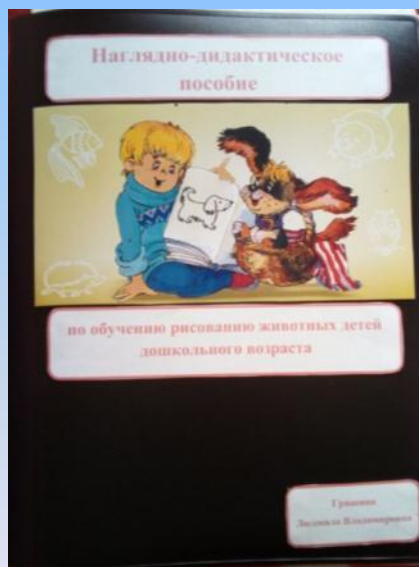 Наглядно-дидактическое
пособие
по обучению рисованию животных детей
дошкольного возраста
Людмила Владимировна